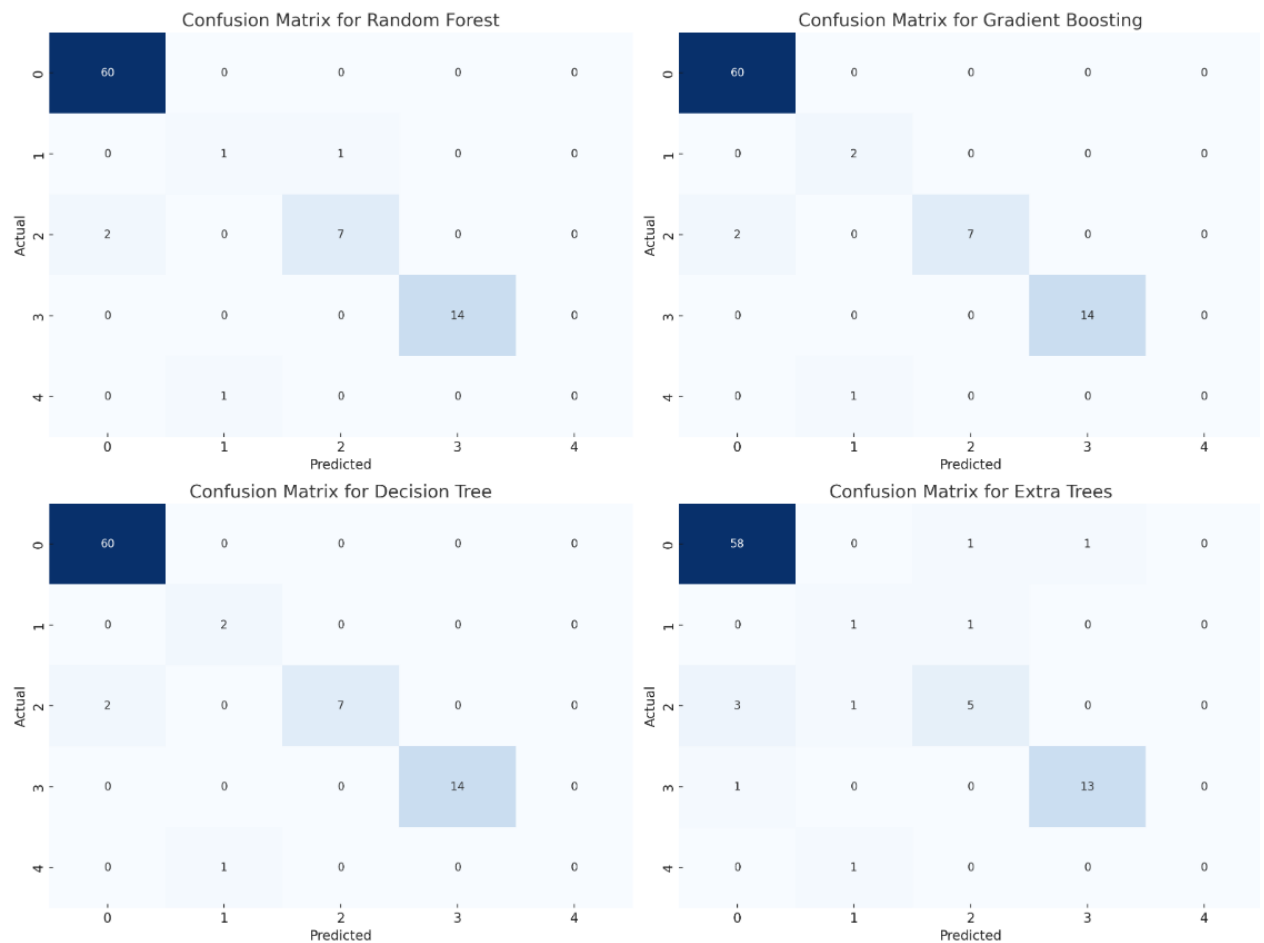 Confusion Matrix for Random Forest
0 60 0 0 0 0
1 0 1 1 0 0
2 2 0 7 0 0
3 0 0 0 14 0
4 0 1 0 0 0
Actual
0 1 2 3 4
Predicted
Confusion Matrix for Gradient Boosting
0 60 0 0 0 0
1 0 2 0 0 0
2 2 0 7 0 0
3 0 0 0 14 0
4 0 1 0 0 0
Actual
0 1 2 3 4
Predicted
Confusion Matrix for Decision Tree
0 60 0 0 0 0
1 0 2 0 0 0
2 2 0 7 0 0
3 0 0 0 14 0
4 0 1 0 0 0
Actual
0 1 2 3 4
Predicted
Confusion Matrix for Extra Trees
0 58 0 1 1 0
1 0 1 1 0 0
2 3 1 5 0 0
3 1 0 0 13 0
4 0 1 0 0 0
Actual
0 1 2 3 4
Predicted